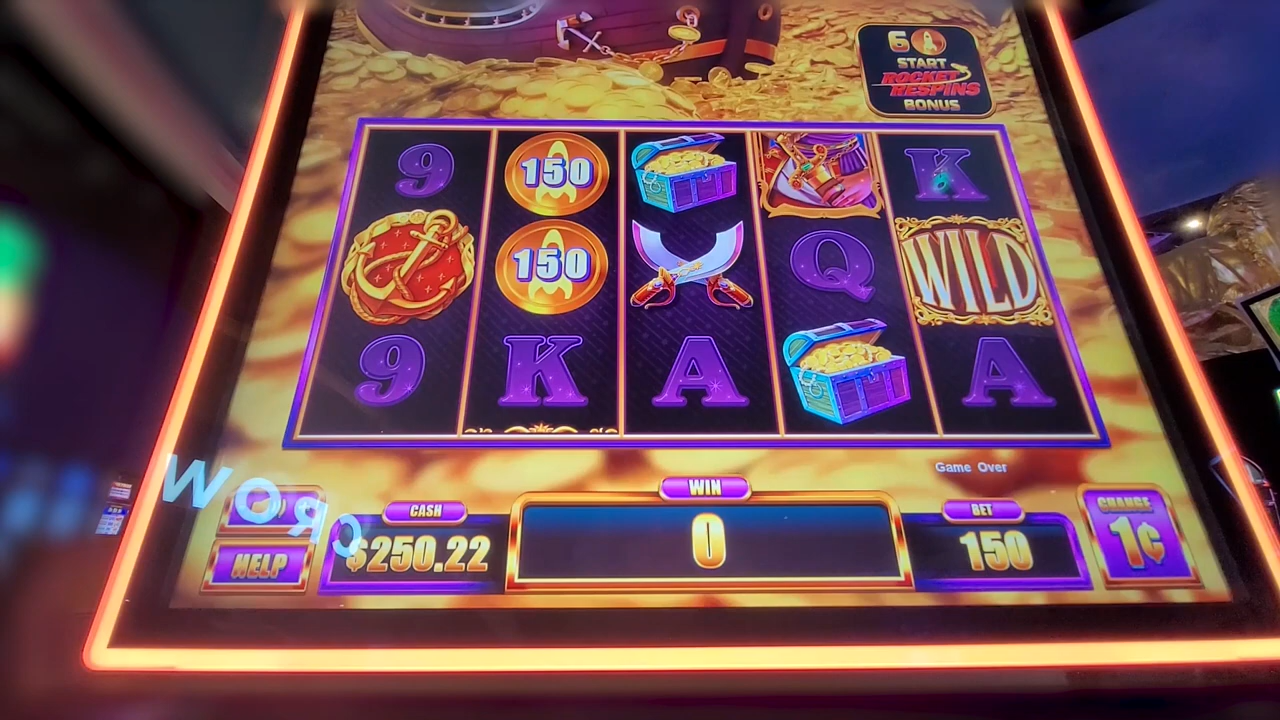 6
START
ROCKET
RESPINS
BONUS
9 150 K
150 WILD
Q
9 K A A
Game Over
WIN
CASH
BET
CHANGE
WORC
$250.22
0
150
1¢
HELP